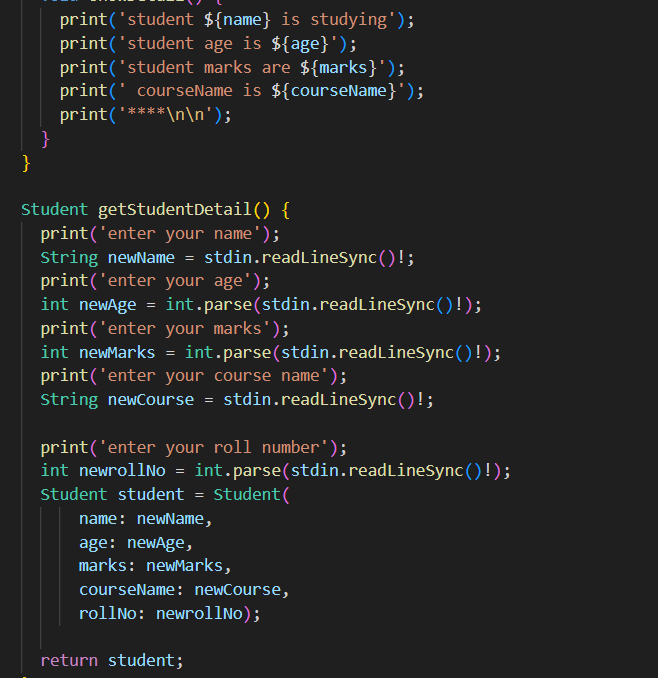 print('student ${name} is studying');
print('student age is ${age}');
print('student marks are ${marks}');
print(' courseName is ${courseName}');
print('****\n\n');
}
}
Student getStudentDetail() {
print('enter your name');
String newName = stdin.readLineSync()!;
print('enter your age');
int newAge = int.parse(stdin.readLineSync()!);
print('enter your marks');
int newMarks = int.parse(stdin.readLineSync()!);
print('enter your course name');
String newCourse = stdin.readLineSync()!;
print('enter your roll number');
int newrollNo = int.parse(stdin.readLineSync()!);
Student student = Student(
name: newName,
age: newAge,
marks: newMarks,
courseName: newCourse,
rollNo: newrollNo);
return student;